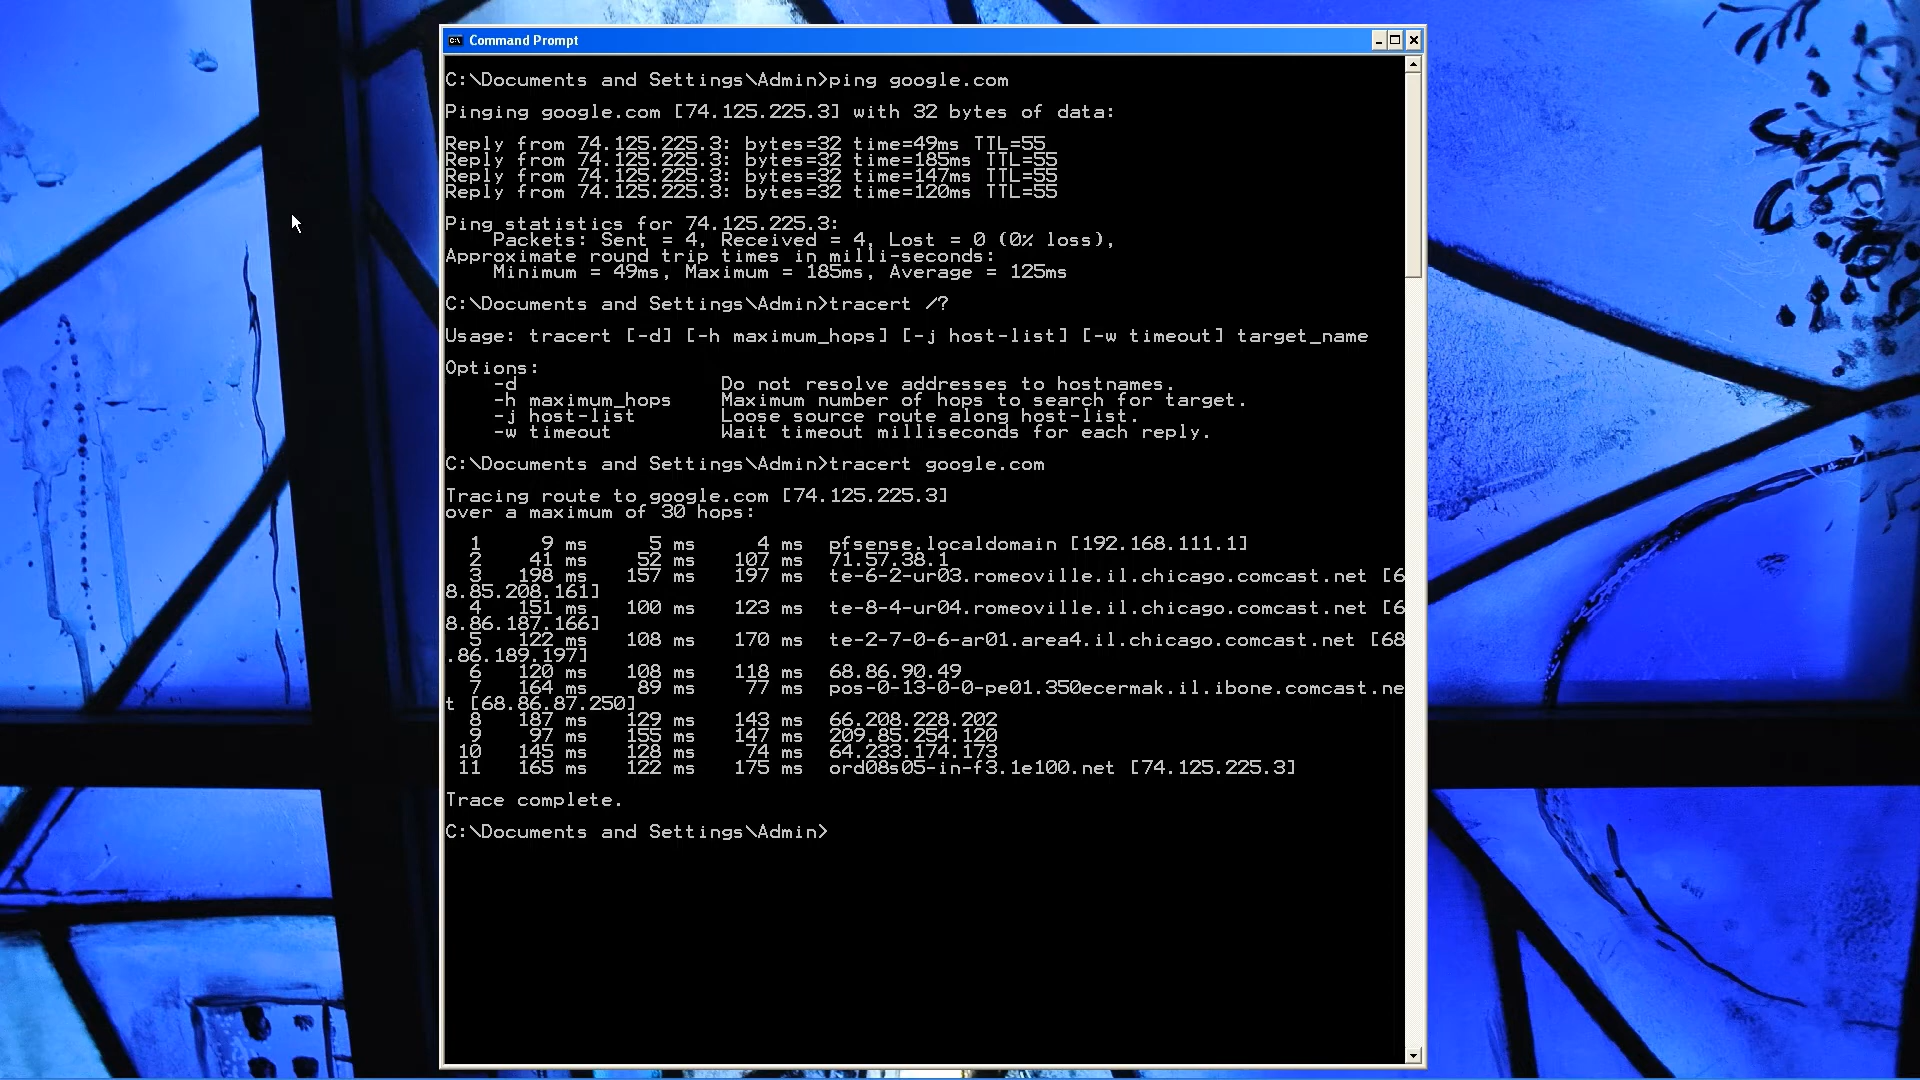 Command Prompt
C:\Documents and Settings\Admin>ping google.com
Pinging google.com [74.125.225.3] with 32 bytes of data:
Reply from 74.125.225.3: bytes=32 time=49ms TTL=55
Reply from 74.125.225.3: bytes=32 time=185ms TTL=55
Reply from 74.125.225.3: bytes=32 time=147ms TTL=55
Reply from 74.125.225.3: bytes=32 time=120ms TTL=55
Ping statistics for 74.125.225.3:
    Packets: Sent = 4, Received = 4, Lost = 0 (0% loss),
Approximate round trip times in milli-seconds:
    Minimum = 49ms, Maximum = 185ms, Average = 125ms
C:\Documents and Settings\Admin>tracert /?
Usage: tracert [-d] [-h maximum_hops] [-j host-list] [-w timeout] target_name
Options:
    -d                 Do not resolve addresses to hostnames.
    -h maximum_hops    Maximum number of hops to search for target.
    -j host-list       Loose source route along host-list.
    -w timeout         Wait timeout milliseconds for each reply.
C:\Documents and Settings\Admin>tracert google.com
Tracing route to google.com [74.125.225.3]
over a maximum of 30 hops:
  1     9 ms     5 ms     4 ms  pfsense.localdomain [192.168.111.1]
  2    41 ms    52 ms   107 ms  71.57.38.1
  3   198 ms   157 ms   197 ms  te-6-2-ur03.romeoville.il.chicago.comcast.net [6
8.85.208.161]
  4   151 ms   100 ms   123 ms  te-8-4-ur04.romeoville.il.chicago.comcast.net [6
8.86.187.166]
  5   122 ms   108 ms   170 ms  te-2-7-0-6-ar01.area4.il.chicago.comcast.net [68
.86.189.197]
  6   120 ms   108 ms   118 ms  68.86.90.49
  7   164 ms    89 ms    77 ms  pos-0-13-0-0-pe01.350ecermak.il.ibone.comcast.ne
t [68.86.87.250]
  8   187 ms   129 ms   143 ms  66.208.228.202
  9    97 ms   155 ms   147 ms  209.85.254.120
 10   145 ms   128 ms    74 ms  64.233.174.173
 11   165 ms   122 ms   175 ms  ord08s05-in-f3.1e100.net [74.125.225.3]
Trace complete.
C:\Documents and Settings\Admin>